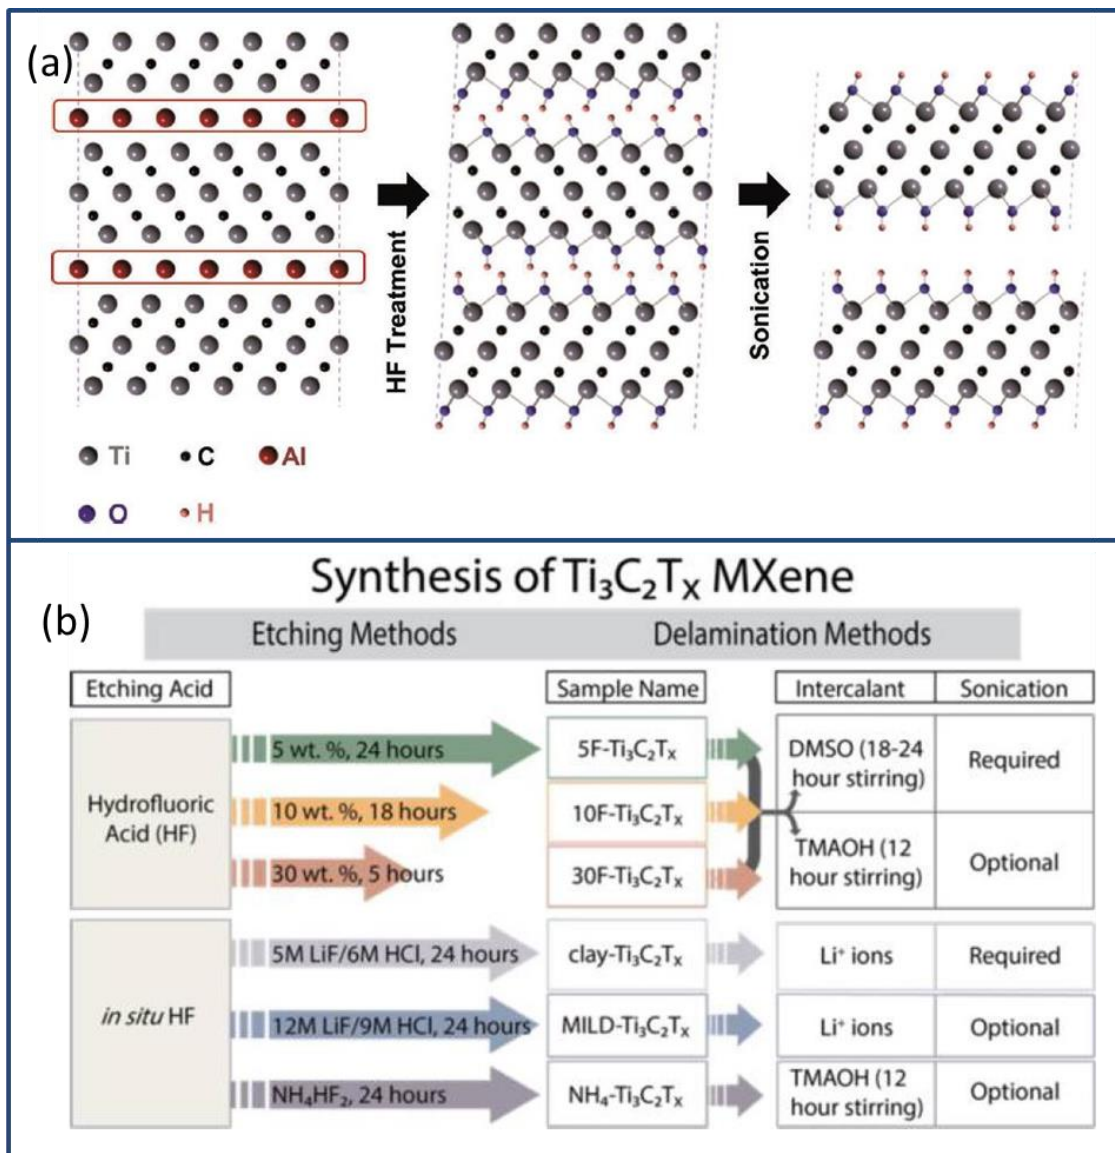 (a)
HF Treatment
Sonication
Ti
C
Al
O
H
Synthesis of Ti₃C₂Tₓ MXene
(b)
Etching Methods
Delamination Methods
Etching Acid
Sample Name
Intercalant
Sonication
Hydrofluoric
Acid (HF)
5 wt. %, 24 hours
5F-Ti₃C₂Tₓ
10 wt. %, 18 hours
10F-Ti₃C₂Tₓ
30 wt. %, 5 hours
30F-Ti₃C₂Tₓ
DMSO (18-24
hour stirring)
Required
TMAOH (12
hour stirring)
Optional
in situ HF
5M LiF/6M HCl, 24 hours
clay-Ti₃C₂Tₓ
Li⁺ ions
Required
12M LiF/9M HCl, 24 hours
MILD-Ti₃C₂Tₓ
Li⁺ ions
Optional
NH₄HF₂, 24 hours
NH₄-Ti₃C₂Tₓ
TMAOH (12
hour stirring)
Optional